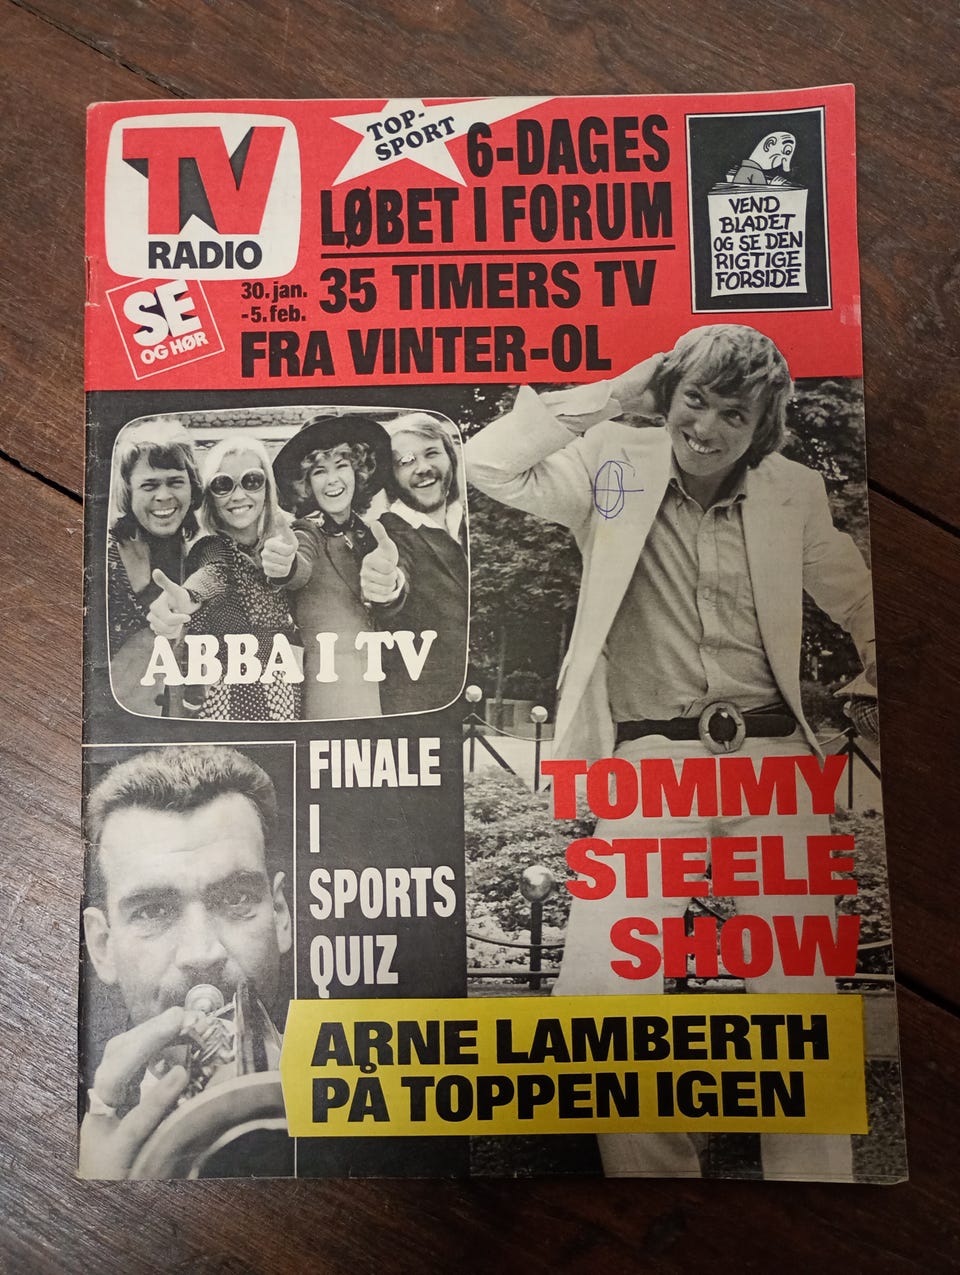 TV
RADIO
SE
OG HØR
30. jan.
-5. feb.
TOP-
SPORT
6-DAGES
LØBET I FORUM
35 TIMERS TV
FRA VINTER-OL
VEND
BLADET
OG SE DEN
RIGTIGE
FORSIDE
ABBA I TV
FINALE
I
SPORTS
QUIZ
TOMMY
STEELE
SHOW
ARNE LAMBERTH
PÅ TOPPEN IGEN